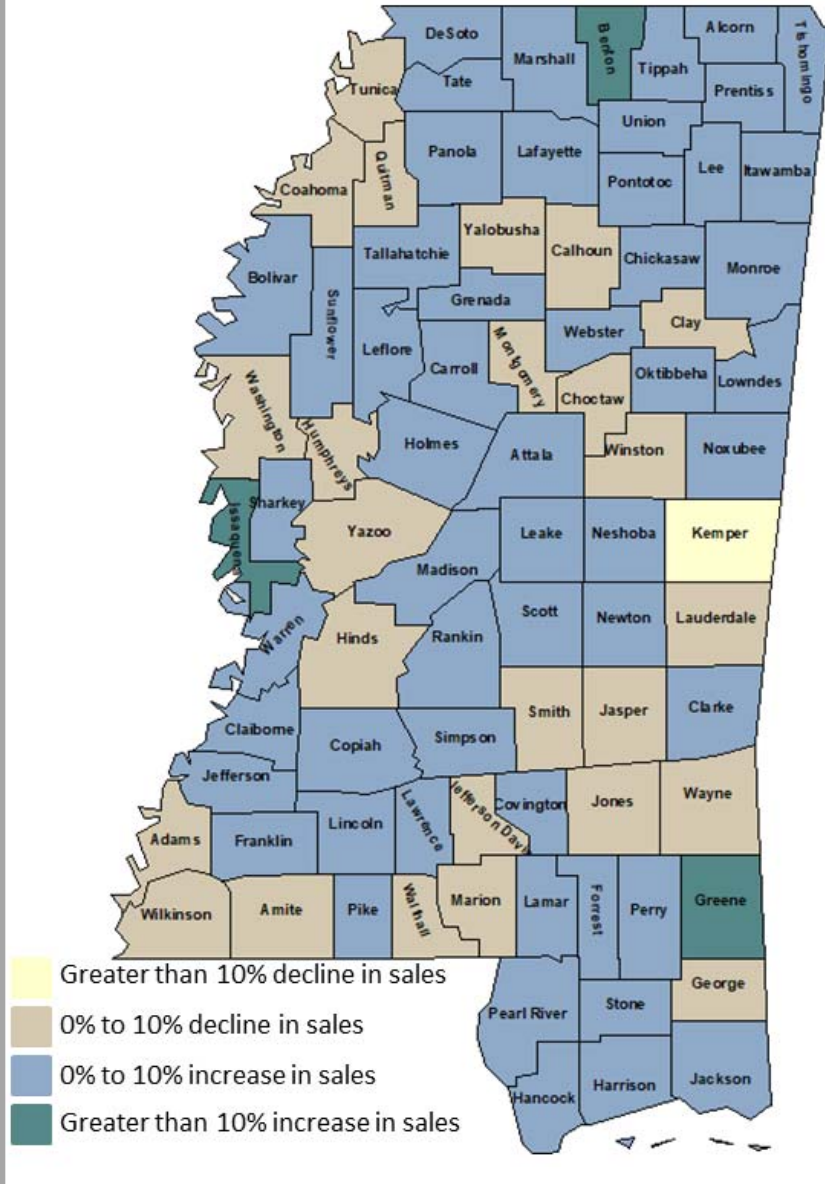 DeSoto
Marshall
Benton
Alcorn
Tishomingo
Tippah
Tate
Prentiss
Tunica
Union
Panola
Lafayette
Quitman
Lee
Itawamba
Pontotoc
Coahoma
Yalobusha
Calhoun
Tallahatchie
Chickasaw
Monroe
Bolivar
Grenada
Sunflower
Clay
Webster
Leflore
Carroll
Montgomery
Oktibbeha
Lowndes
Choctaw
Washington
Humphreys
Holmes
Attala
Winston
Noxubee
Sharkey
Issaquena
Yazoo
Leake
Neshoba
Kemper
Madison
Scott
Newton
Lauderdale
Warren
Hinds
Rankin
Smith
Jasper
Clarke
Claiborne
Copiah
Simpson
Jefferson
Jefferson Davi
Covington
Jones
Wayne
Lawrence
Lincoln
Adams
Franklin
Wilkinson
Amite
Pike
Walthall
Marion
Lamar
Forrest
Perry
Greene
George
Pearl River
Stone
Hancock
Harrison
Jackson
Greater than 10% decline in sales
0% to 10% decline in sales
0% to 10% increase in sales
Greater than 10% increase in sales